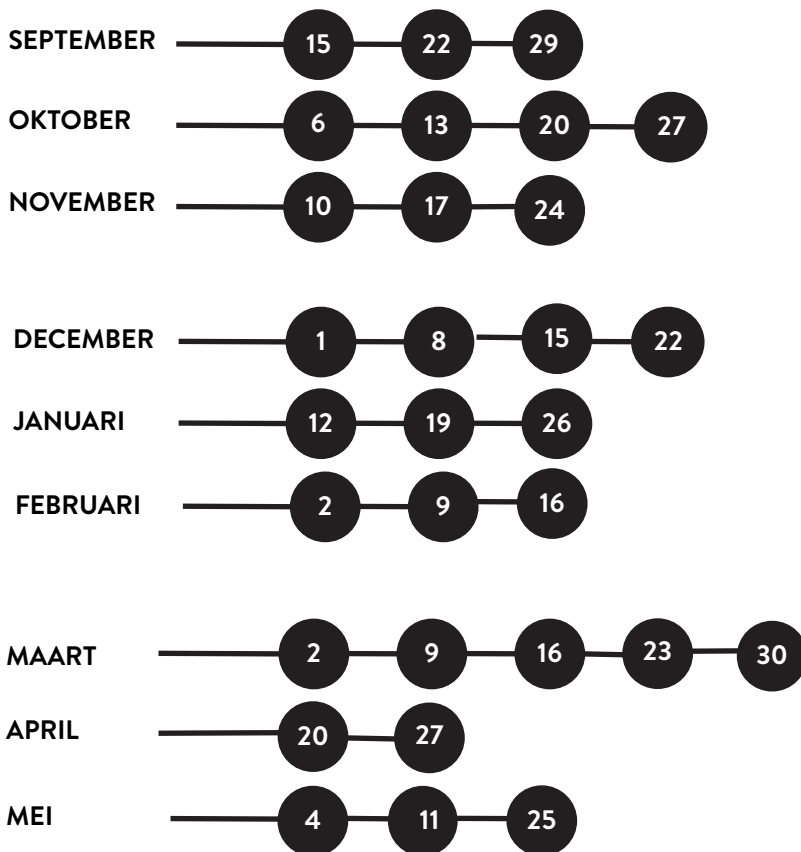 SEPTEMBER 15 22 29
OKTOBER 6 13 20 27
NOVEMBER 10 17 24
DECEMBER 1 8 15 22
JANUARI 12 19 26
FEBRUARI 2 9 16
MAART 2 9 16 23 30
APRIL 20 27
MEI 4 11 25